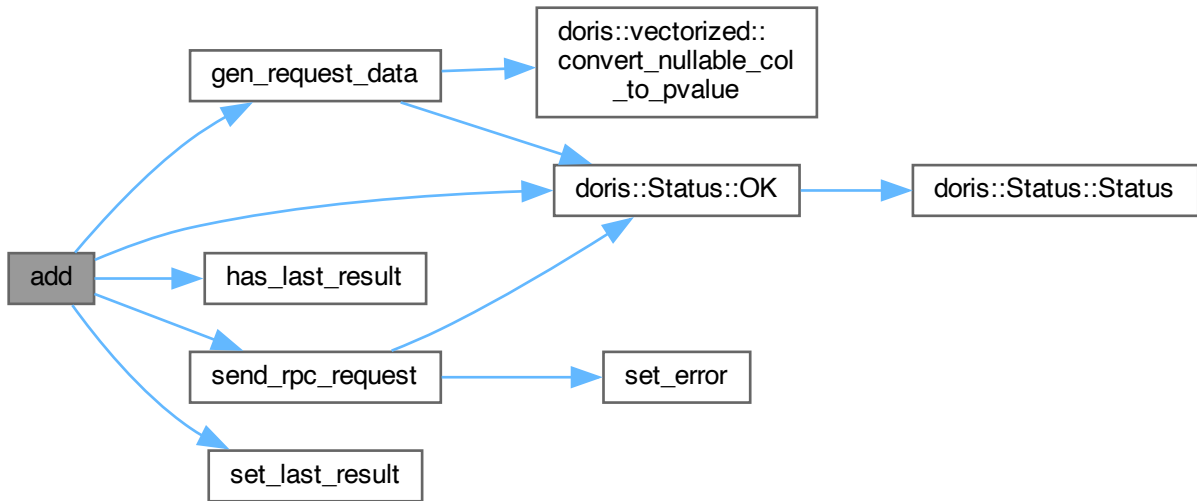 doris::vectorized::
convert_nullable_col
_to_pvalue
gen_request_data
doris::Status::OK
doris::Status::Status
add
has_last_result
send_rpc_request
set_error
set_last_result